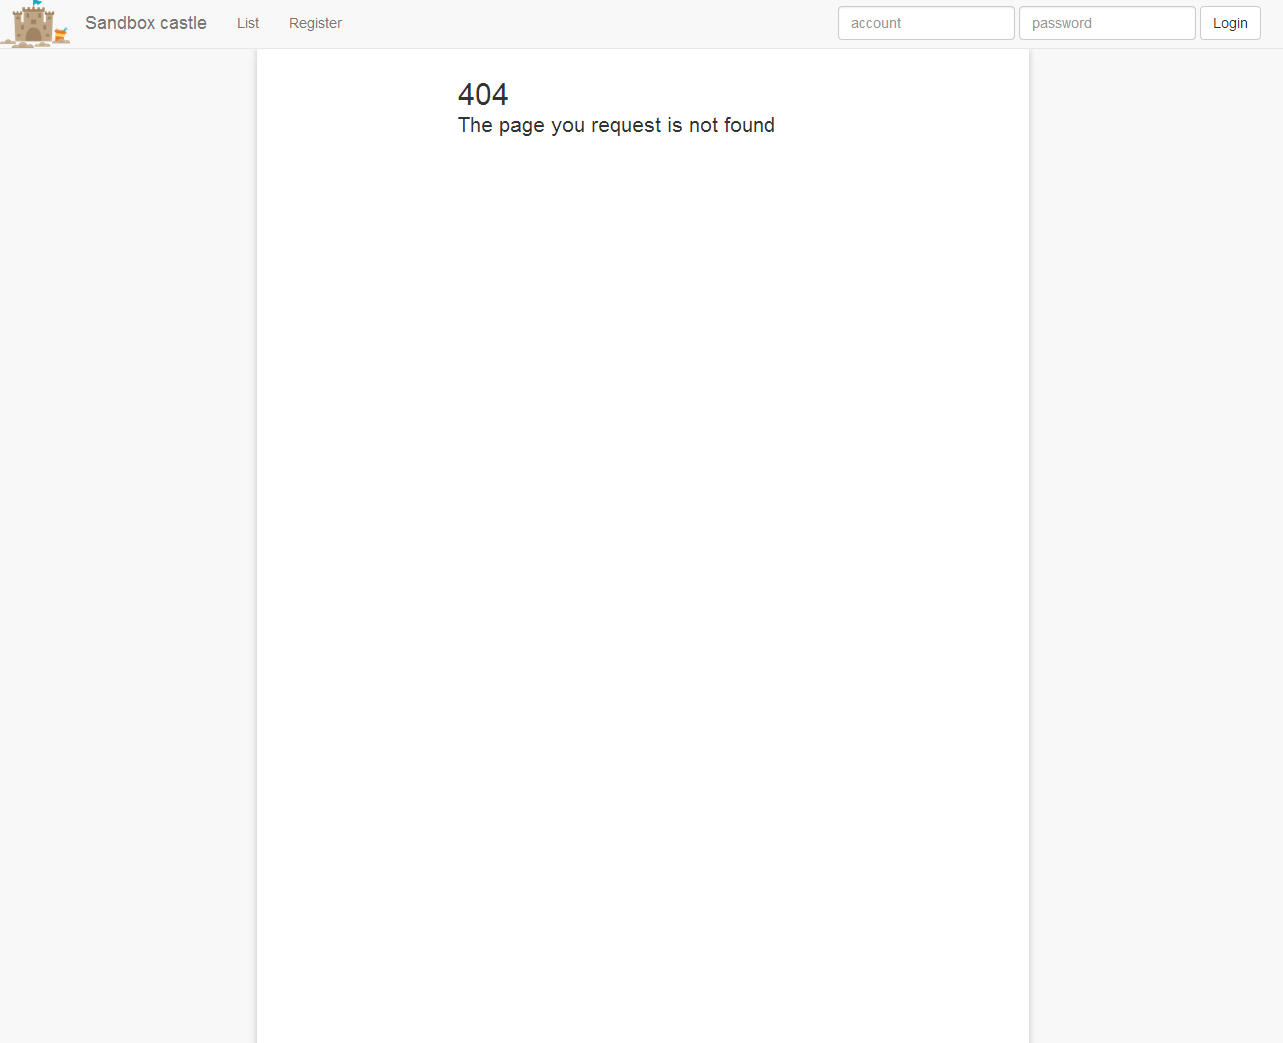 Sandbox castle List Register account password Login
404
The page you request is not found